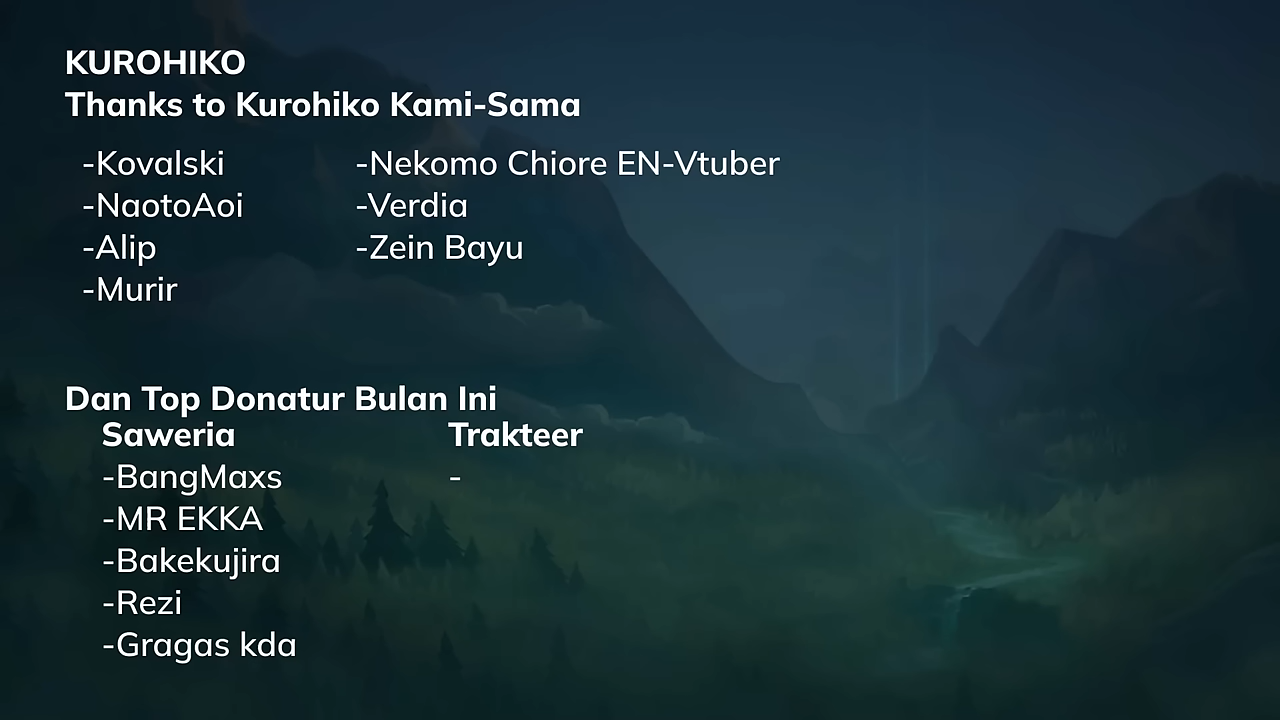 KUROHIKO
Thanks to Kurohiko Kami-Sama
-Kovalski
-NaotoAoi
-Alip
-Murir
-Nekomo Chiore EN-Vtuber
-Verdia
-Zein Bayu
Dan Top Donatur Bulan Ini
Saweria
-BangMaxs
-MR EKKA
-Bakekujira
-Rezi
-Gragas kda
Trakteer
-